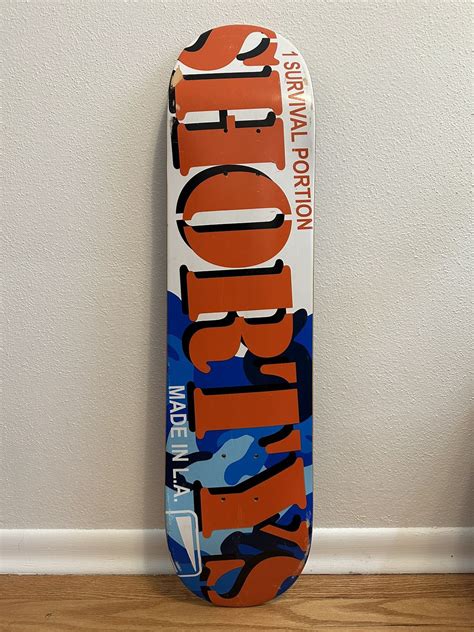 1 SURVIVAL PORTION
SHORTY'S
MADE IN L.A.